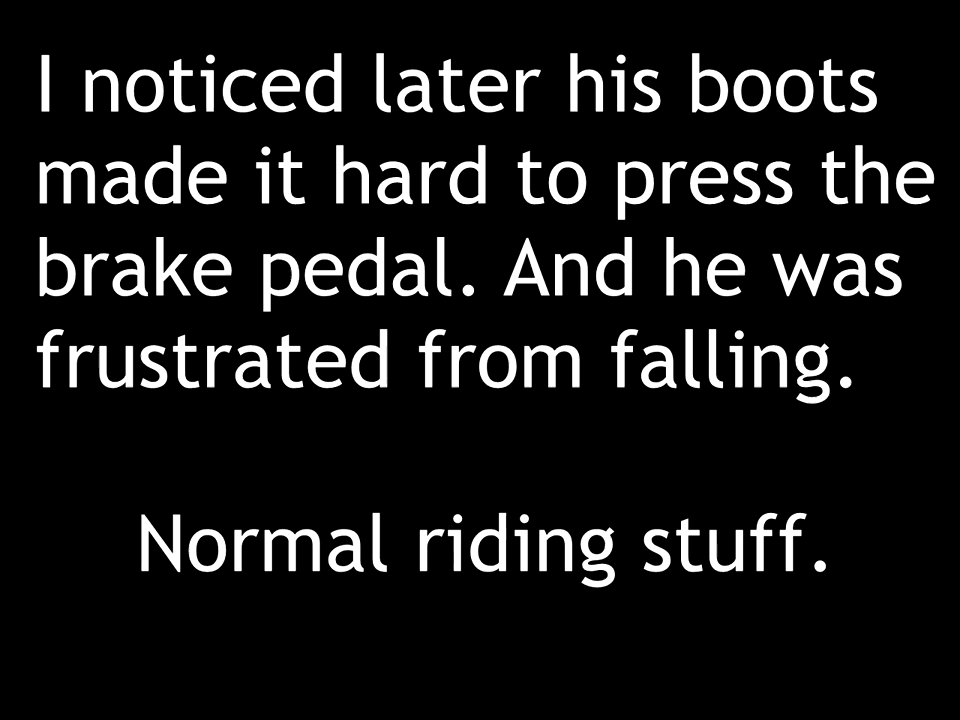 I noticed later his boots
made it hard to press the
brake pedal. And he was
frustrated from falling.
Normal riding stuff.